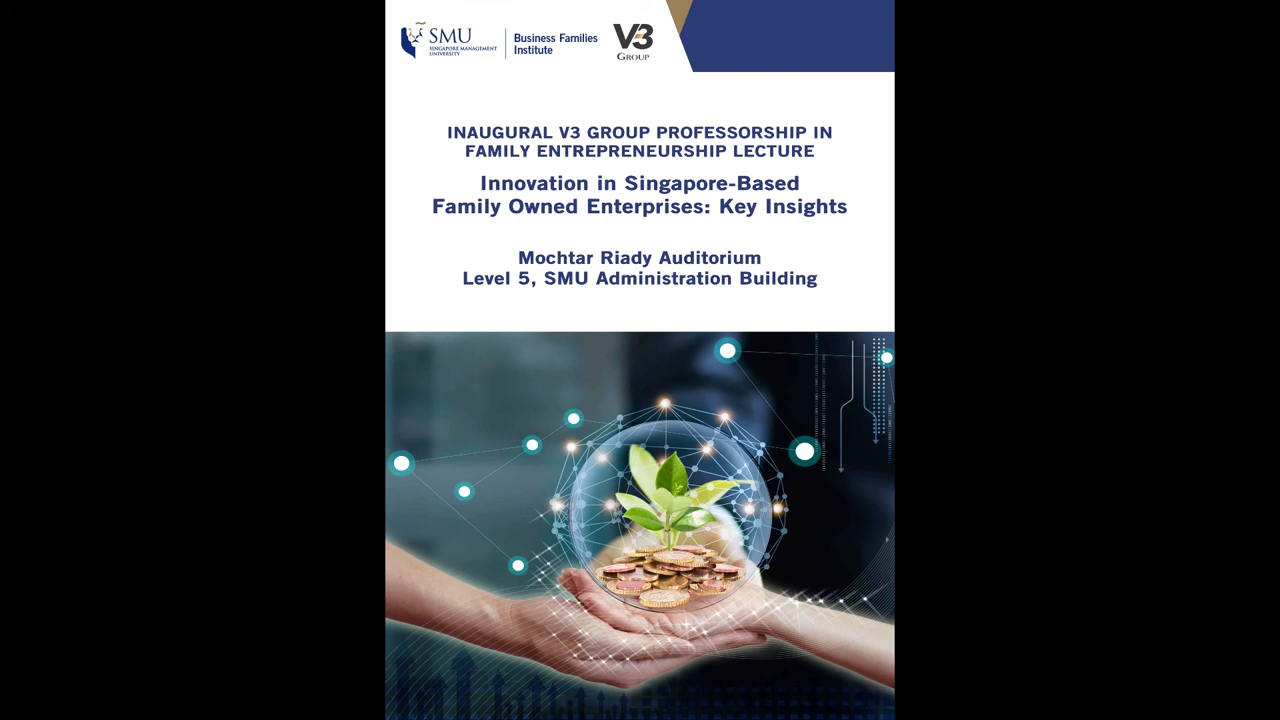 SMU
SINGAPORE MANAGEMENT
UNIVERSITY
Business Families
Institute
V3
GROUP
INAUGURAL V3 GROUP PROFESSORSHIP IN
FAMILY ENTREPRENEURSHIP LECTURE
Innovation in Singapore-Based
Family Owned Enterprises: Key Insights
Mochtar Riady Auditorium
Level 5, SMU Administration Building